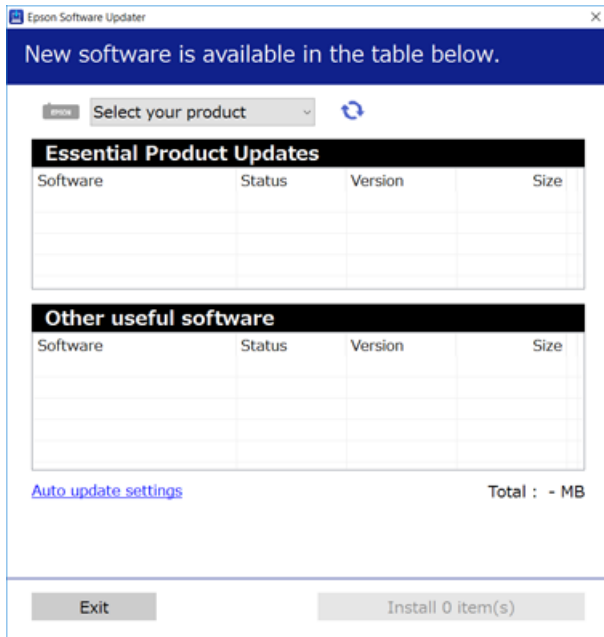 Epson Software Updater
New software is available in the table below.
EPSON Select your product
Essential Product Updates
Software Status Version Size
Other useful software
Software Status Version Size
Auto update settings Total : - MB
Exit Install 0 item(s)